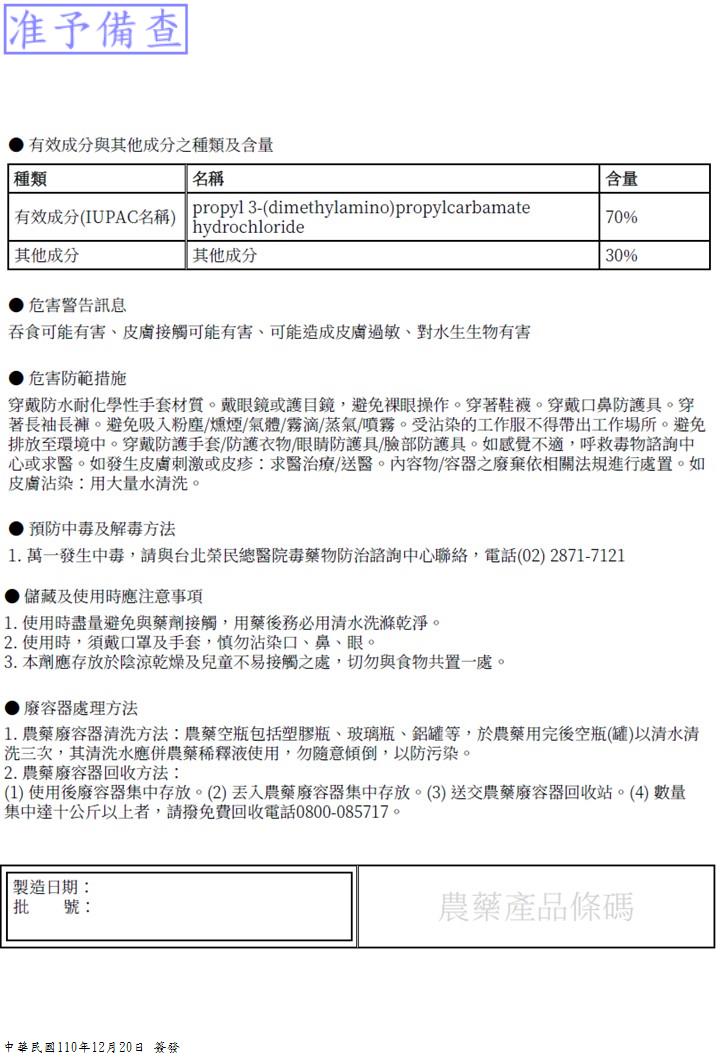 准予備查
● 有效成分與其他成分之種類及含量
種類 名稱 含量
有效成分(IUPAC名稱) propyl 3-(dimethylamino)propylcarbamate hydrochloride 70%
其他成分 其他成分 30%
● 危害警告訊息
吞食可能有害、皮膚接觸可能有害、可能造成皮膚過敏、對水生生物有害
● 危害防範措施
穿戴防水耐化學性手套材質。戴眼鏡或護目鏡，避免裸眼操作。穿著鞋襪。穿戴口鼻防護具。穿
著長袖長褲。避免吸入粉塵/燻煙/氣體/霧滴/蒸氣/噴霧。受沾染的工作服不得帶出工作場所。避免
排放至環境中。穿戴防護手套/防護衣物/眼睛防護具/臉部防護具。如感覺不適，呼救毒物諮詢中
心或求醫。如發生皮膚刺激或皮疹：求醫治療/送醫。內容物/容器之廢棄依相關法規進行處置。如
皮膚沾染：用大量水清洗。
● 預防中毒及解毒方法
1. 萬一發生中毒，請與台北榮民總醫院毒藥物防治諮詢中心聯絡，電話(02) 2871-7121
● 儲藏及使用時應注意事項
1. 使用時盡量避免與藥劑接觸，用藥後務必用清水洗滌乾淨。
2. 使用時，須戴口罩及手套，慎勿沾染口、鼻、眼。
3. 本劑應存放於陰涼乾燥及兒童不易接觸之處，切勿與食物共置一處。
● 廢容器處理方法
1. 農藥廢容器清洗方法：農藥空瓶包括塑膠瓶、玻璃瓶、鋁罐等，於農藥用完後空瓶(罐)以清水清
洗三次，其清洗水應併農藥稀釋液使用，勿隨意傾倒，以防污染。
2. 農藥廢容器回收方法：
(1) 使用後廢容器集中存放。(2) 丟入農藥廢容器集中存放。(3) 送交農藥廢容器回收站。(4) 數量
集中達十公斤以上者，請撥免費回收電話0800-085717。
製造日期：
批 號：
農藥產品條碼
中華民國110年12月20日 簽發